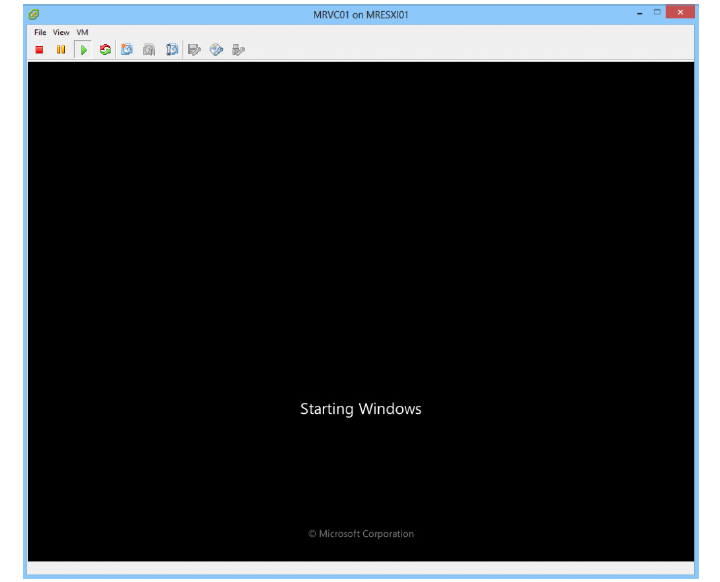 MRVC01 on MRESXI01
File View VM
Starting Windows
© Microsoft Corporation